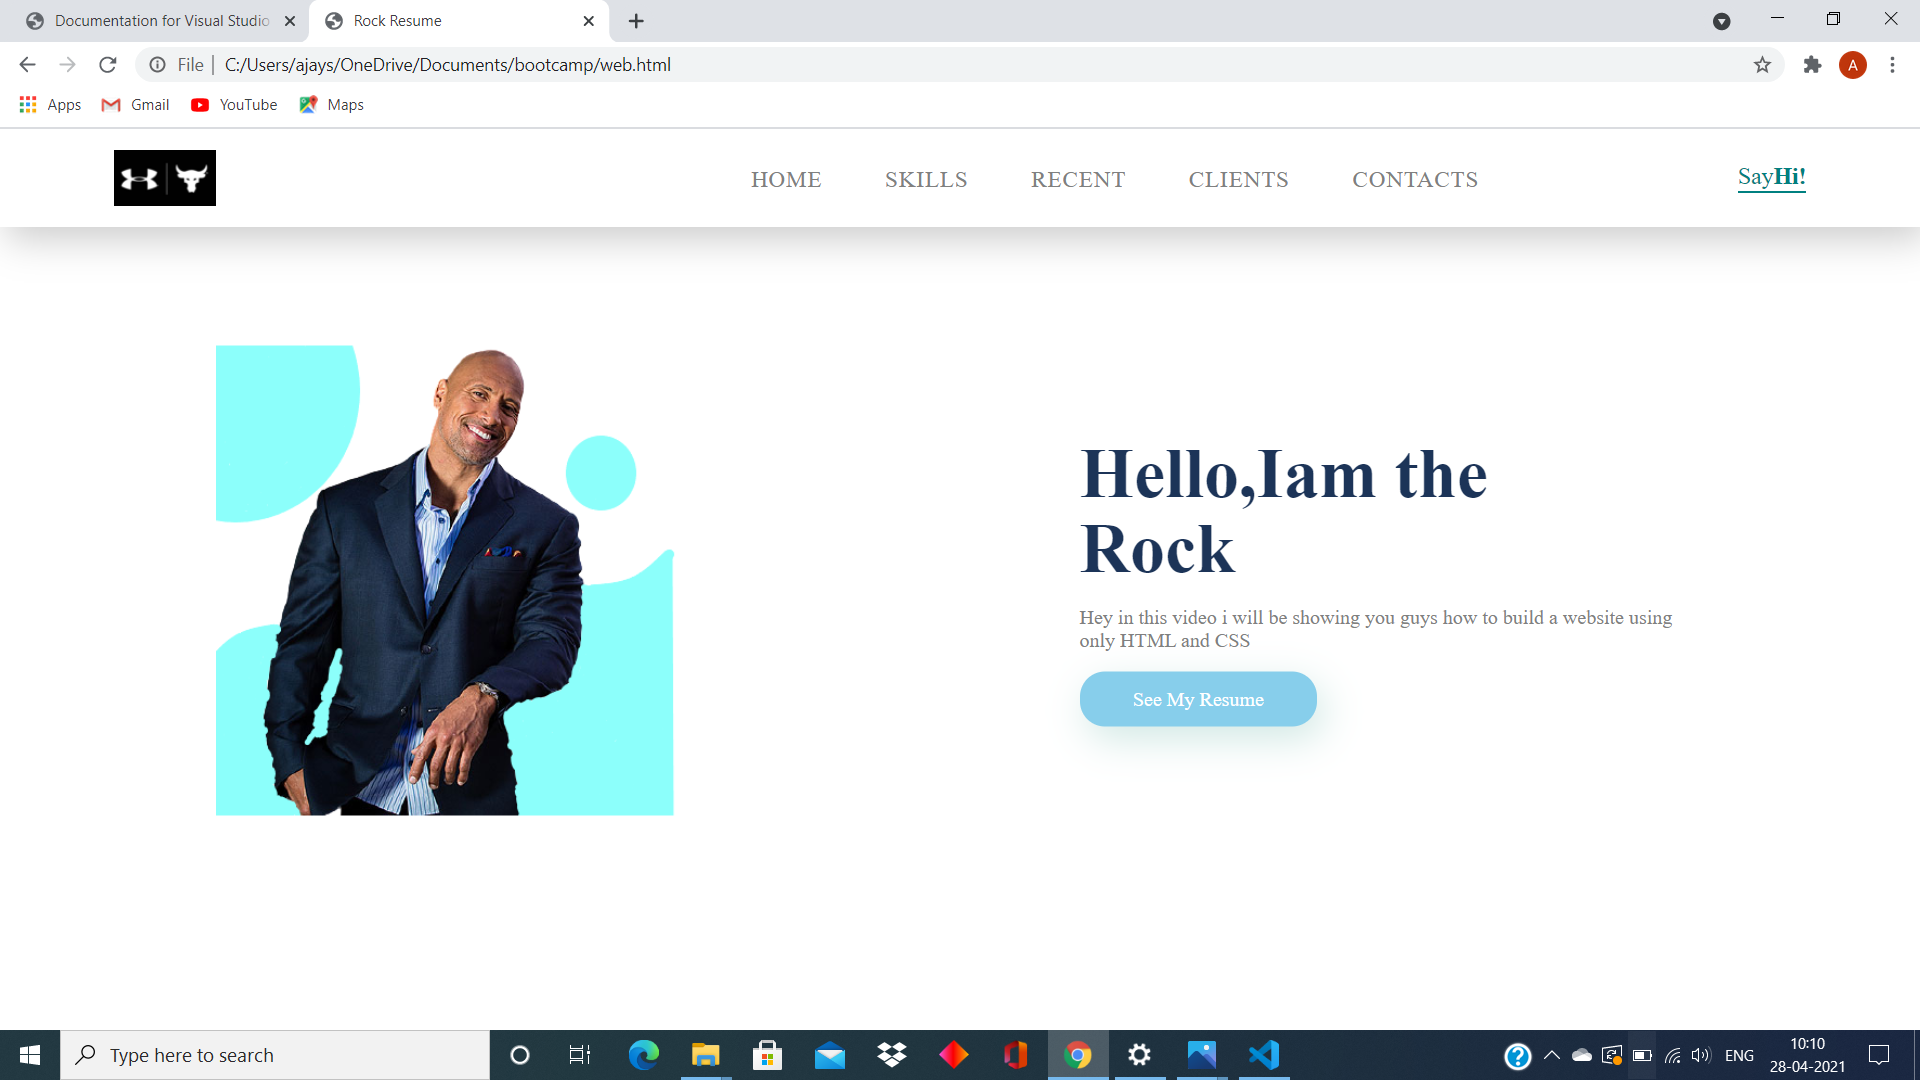 Documentation for Visual Studio
Rock Resume
File | C:/Users/ajays/OneDrive/Documents/bootcamp/web.html
A
Apps
Gmail
YouTube
Maps
HOME
SKILLS
RECENT
CLIENTS
CONTACTS
SayHi!
Hello,Iam the
Rock
Hey in this video i will be showing you guys how to build a website using
only HTML and CSS
See My Resume
Type here to search
ENG
10:10
28-04-2021